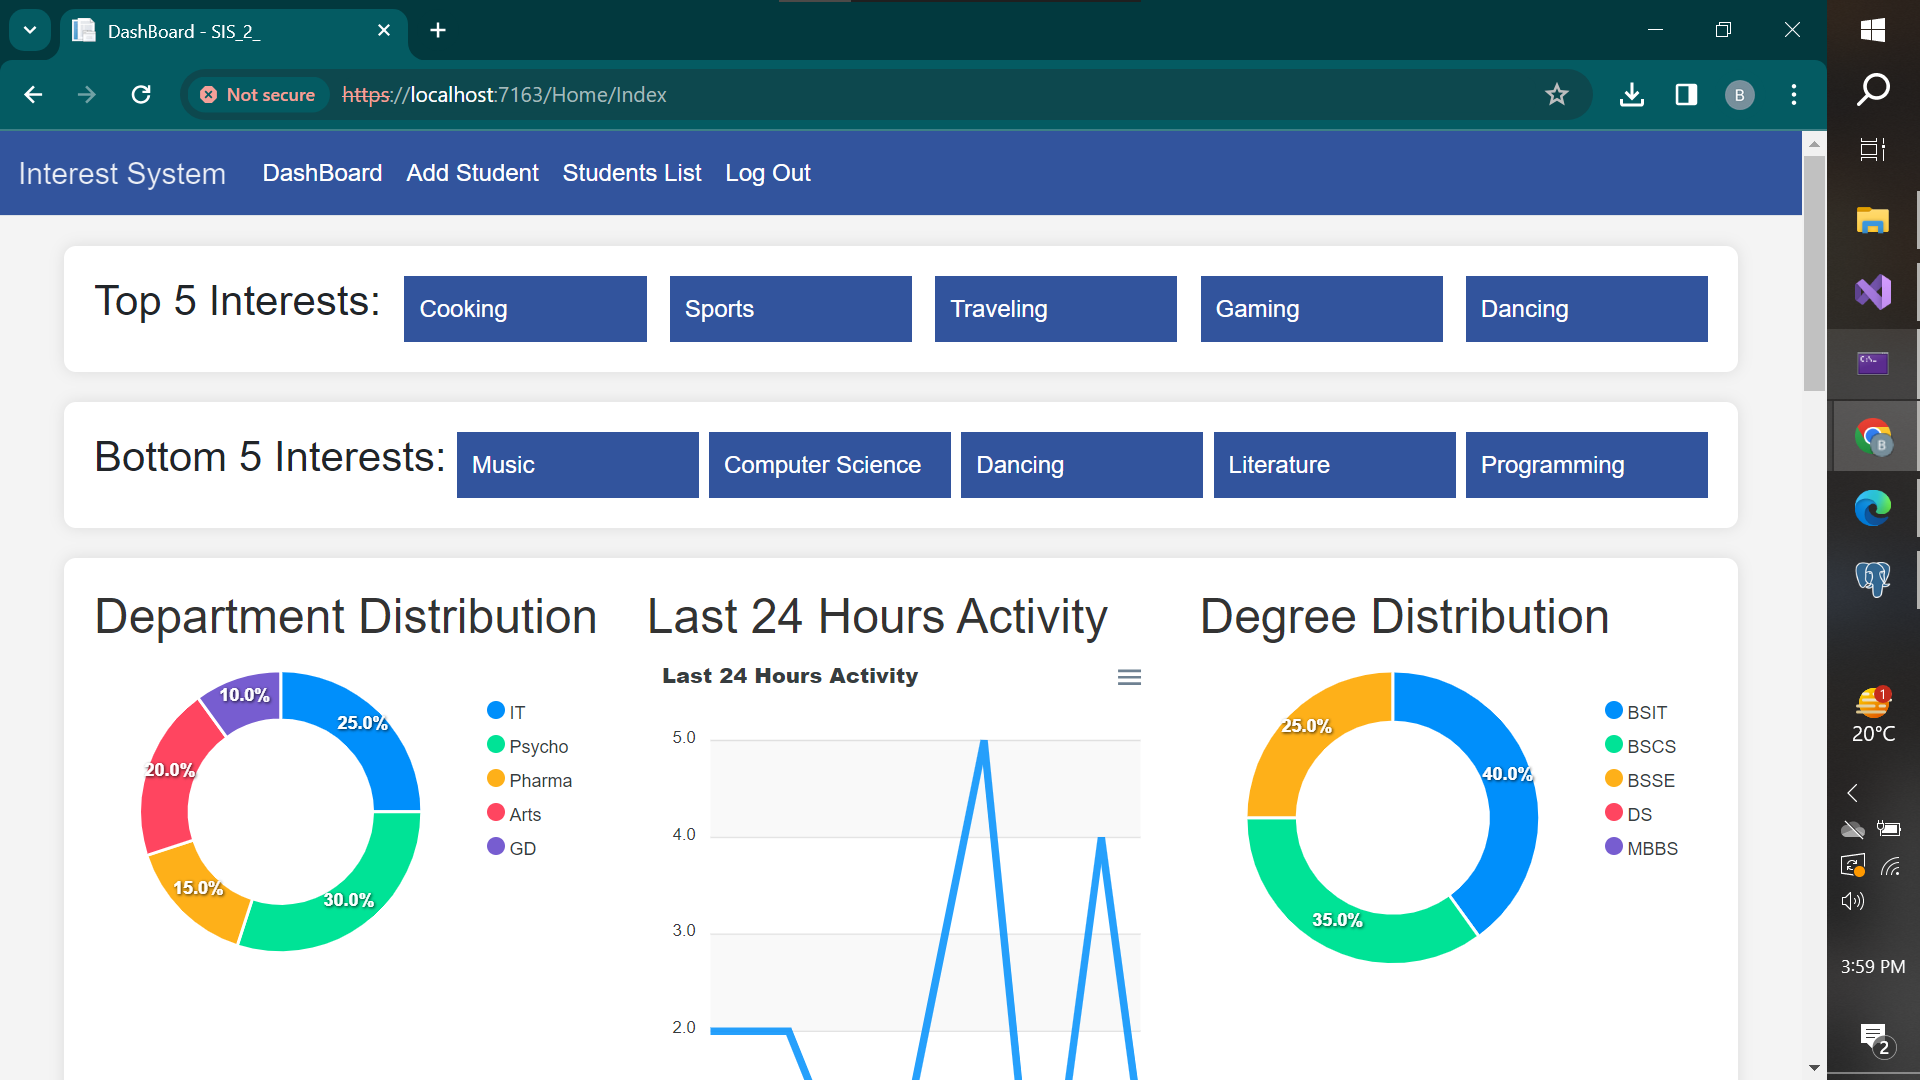 DashBoard - SIS_2_
Not secure https://localhost:7163/Home/Index
B
Interest System DashBoard Add Student Students List Log Out
Top 5 Interests: Cooking Sports Traveling Gaming Dancing
Bottom 5 Interests: Music Computer Science Dancing Literature Programming
Department Distribution
10.0%
25.0%
20.0%
15.0%
30.0%
IT
Psycho
Pharma
Arts
GD
Last 24 Hours Activity
Last 24 Hours Activity
5.0
4.0
3.0
2.0
Degree Distribution
25.0%
40.0%
35.0%
BSIT
BSCS
BSSE
DS
MBBS
C:\_
B
1
20°C
3:59 PM
2